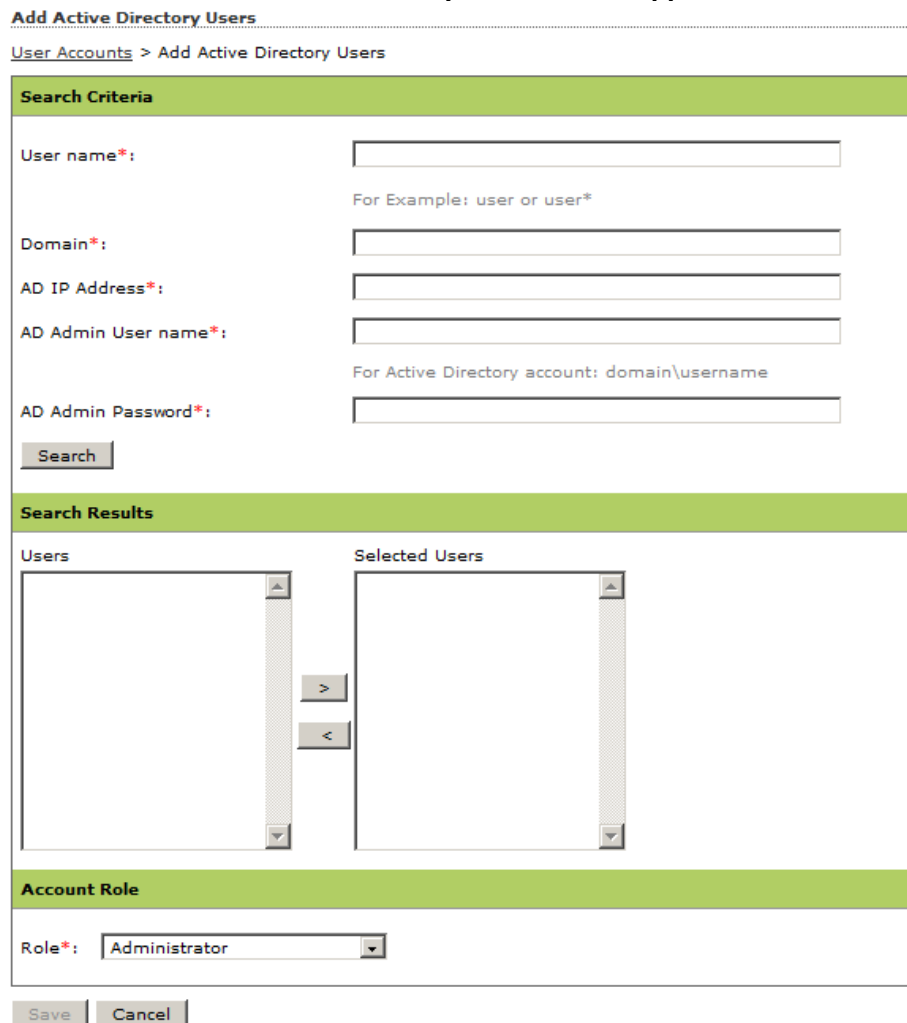 Add Active Directory Users
User Accounts > Add Active Directory Users
Search Criteria
User name*:
For Example: user or user*
Domain*:
AD IP Address*:
AD Admin User name*:
For Active Directory account: domain\username
AD Admin Password*:
Search
Search Results
Users Selected Users
>
<
Account Role
Role*: Administrator
Save Cancel